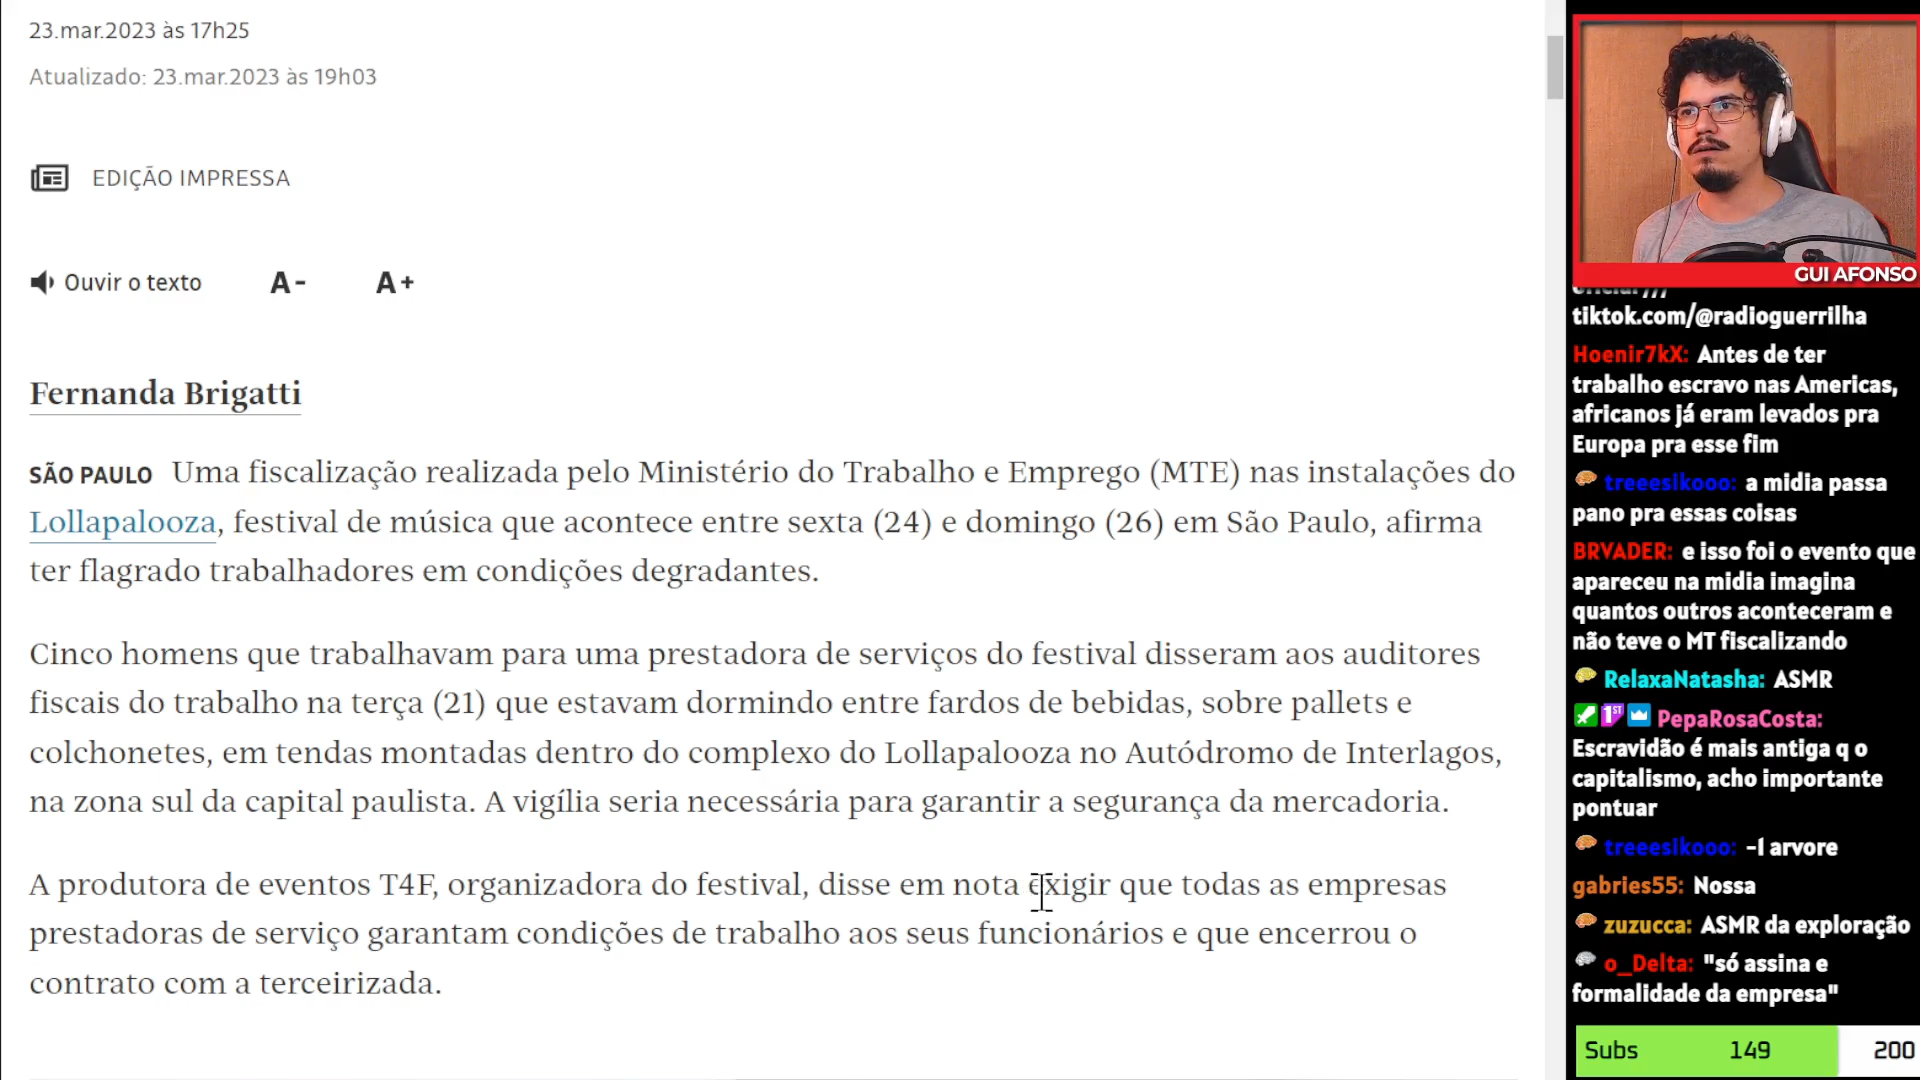 23.mar.2023 às 17h25
Atualizado: 23.mar.2023 às 19h03
EDIÇÃO IMPRESSA
Ouvir o texto A- A+
Fernanda Brigatti
SÃO PAULO Uma fiscalização realizada pelo Ministério do Trabalho e Emprego (MTE) nas instalações do
Lollapalooza, festival de música que acontece entre sexta (24) e domingo (26) em São Paulo, afirma
ter flagrado trabalhadores em condições degradantes.
Cinco homens que trabalhavam para uma prestadora de serviços do festival disseram aos auditores
fiscais do trabalho na terça (21) que estavam dormindo entre fardos de bebidas, sobre pallets e
colchonetes, em tendas montadas dentro do complexo do Lollapalooza no Autódromo de Interlagos,
na zona sul da capital paulista. A vigília seria necessária para garantir a segurança da mercadoria.
A produtora de eventos T4F, organizadora do festival, disse em nota exigir que todas as empresas
prestadoras de serviço garantam condições de trabalho aos seus funcionários e que encerrou o
contrato com a terceirizada.
GUI AFONSO
tiktok.com/@radioguerrilha
Hoenir7kX: Antes de ter
trabalho escravo nas Americas,
africanos já eram levados pra
Europa pra esse fim
treeesikooo: a midia passa
pano pra essas coisas
BRVADER: e isso foi o evento que
apareceu na midia imagina
quantos outros aconteceram e
não teve o MT fiscalizando
RelaxaNatasha: ASMR
1ST PepaRosaCosta:
Escravidão é mais antiga q o
capitalismo, acho importante
pontuar
treeesikooo: -1 arvore
gabries55: Nossa
zuzucca: ASMR da exploração
o_Delta: "só assina e
formalidade da empresa"
Subs 149 200